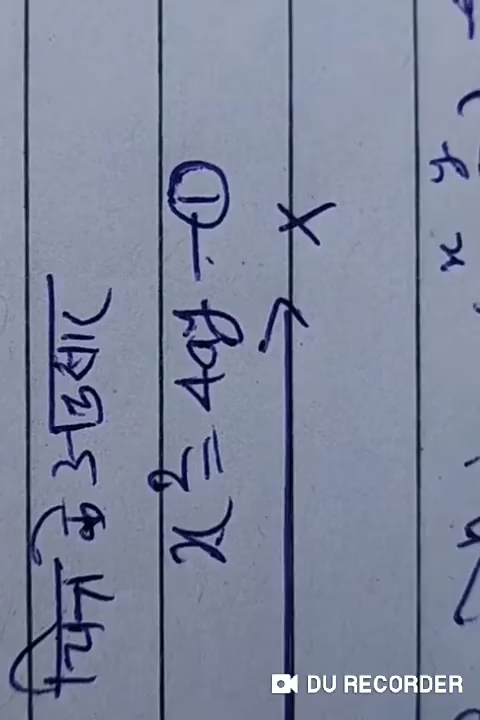 चित्र के अनुसार
x² = 4ay - ①
X
x y
DU RECORDER